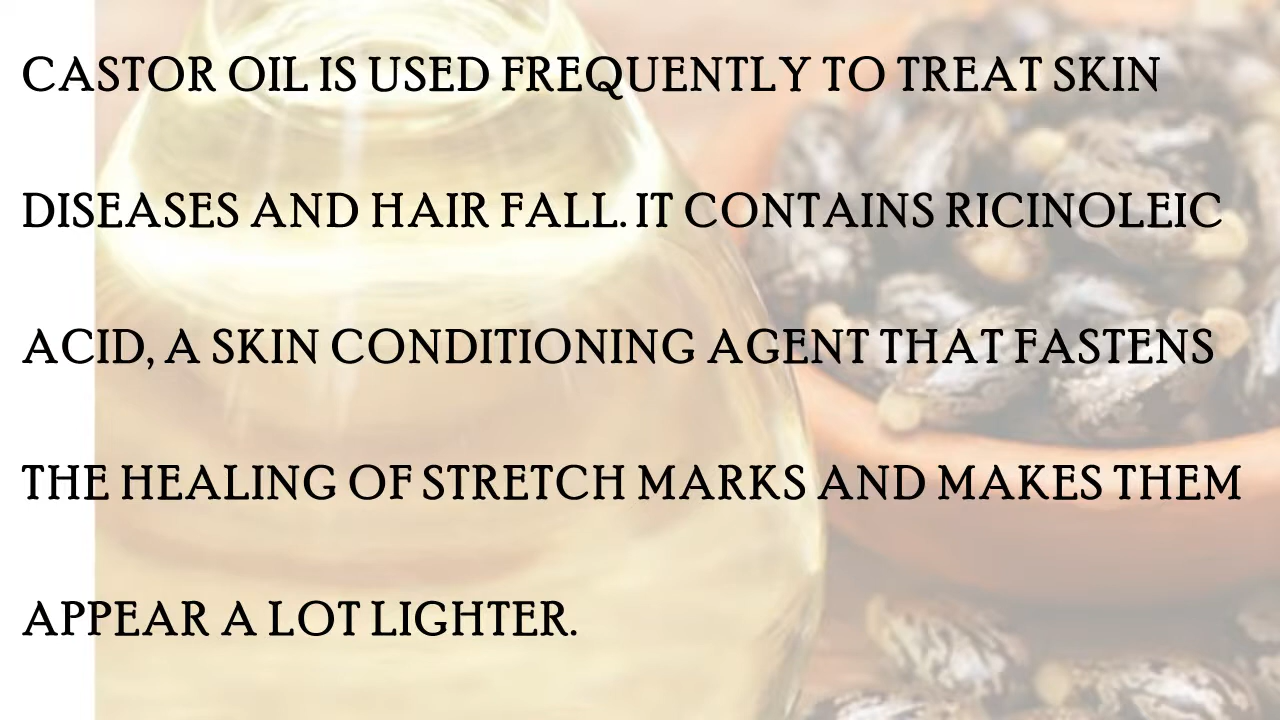 CASTOR OIL IS USED FREQUENTLY TO TREAT SKIN
DISEASES AND HAIR FALL. IT CONTAINS RICINOLEIC
ACID, A SKIN CONDITIONING AGENT THAT FASTENS
THE HEALING OF STRETCH MARKS AND MAKES THEM
APPEAR A LOT LIGHTER.